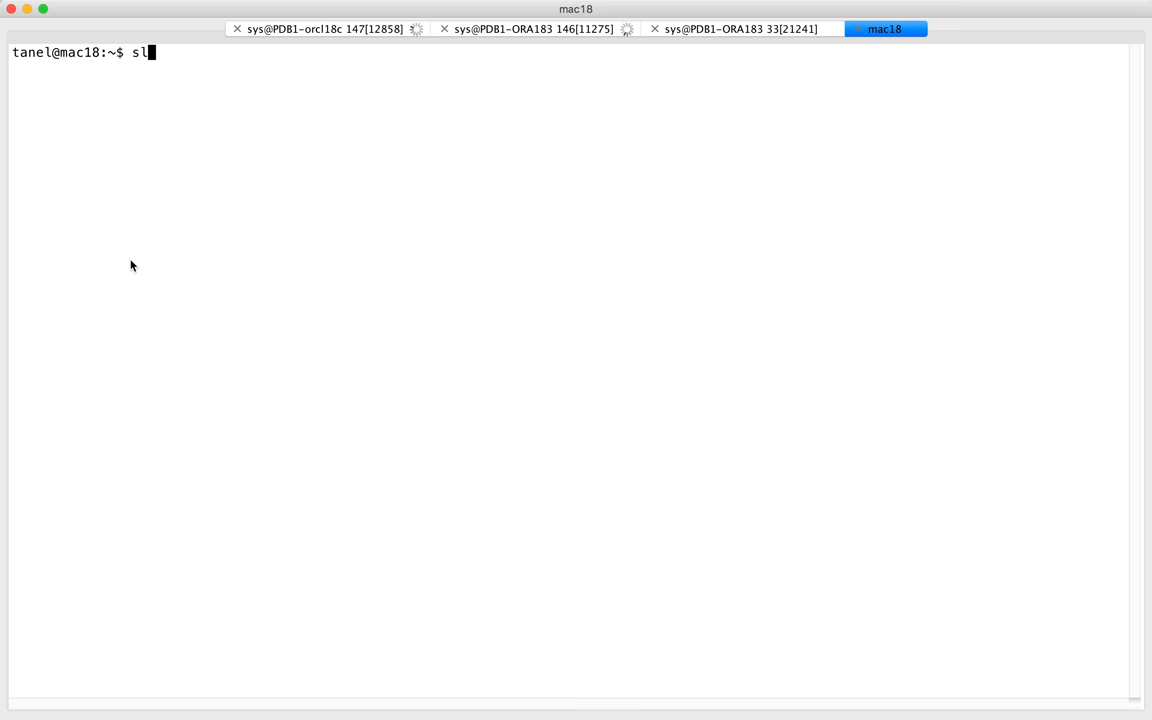 mac18
sys@PDB1-orcl18c 147[12858]
sys@PDB1-ORA183 146[11275]
sys@PDB1-ORA183 33[21241]
mac18
tanel@mac18:~$ sl